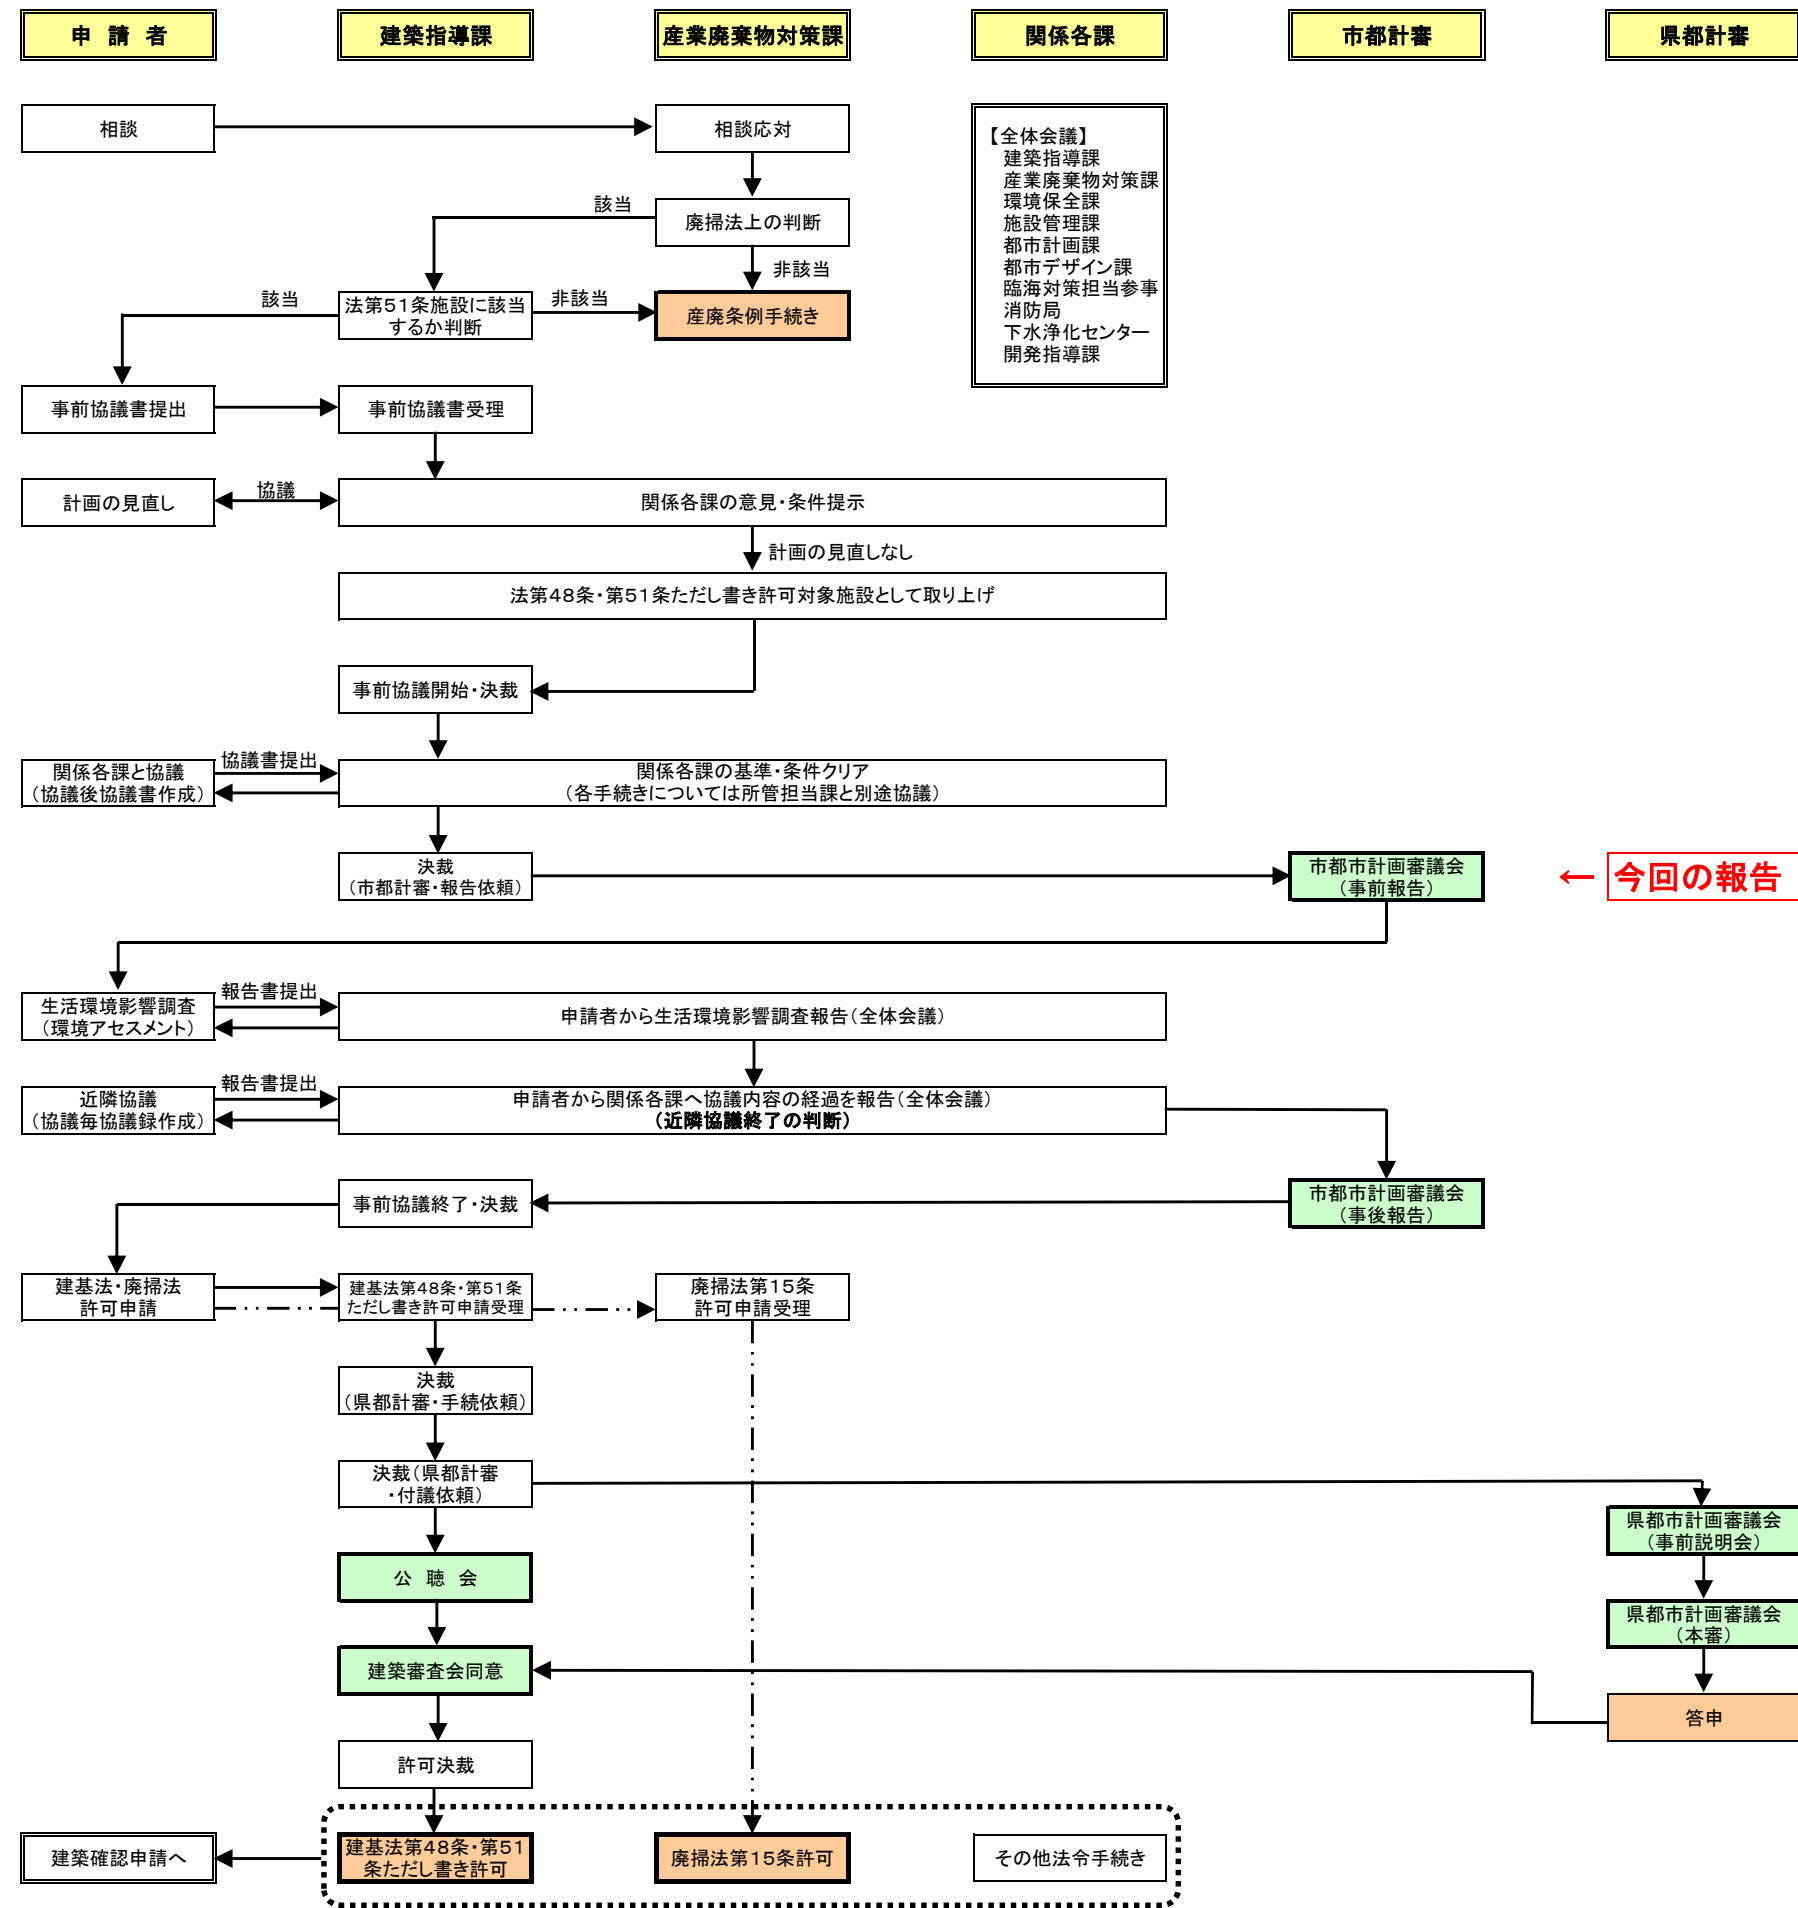 申 請 者
建築指導課
産業廃棄物対策課
関係各課
市都計審
県都計審
相談
相談応対
【全体会議】
建築指導課
産業廃棄物対策課
環境保全課
施設管理課
都市計画課
都市デザイン課
臨海対策担当参事
消防局
下水浄化センター
開発指導課
該当
廃掃法上の判断
非該当
該当
法第51条施設に該当
するか判断
非該当
産廃条例手続き
事前協議書提出
事前協議書受理
計画の見直し
協議
関係各課の意見・条件提示
計画の見直しなし
法第48条・第51条ただし書き許可対象施設として取り上げ
事前協議開始・決裁
関係各課と協議
（協議後協議書作成）
協議書提出
関係各課の基準・条件クリア
（各手続きについては所管担当課と別途協議）
決裁
（市都計審・報告依頼）
市都市計画審議会
（事前報告）
← 今回の報告
生活環境影響調査
（環境アセスメント）
報告書提出
申請者から生活環境影響調査報告（全体会議）
近隣協議
（協議毎協議録作成）
報告書提出
申請者から関係各課へ協議内容の経過を報告（全体会議）
（近隣協議終了の判断）
事前協議終了・決裁
市都市計画審議会
（事後報告）
建基法・廃掃法
許可申請
建基法第48条・第51条
ただし書き許可申請受理
廃掃法第15条
許可申請受理
決裁
（県都計審・手続依頼）
決裁（県都計審
・付議依頼）
県都市計画審議会
（事前説明会）
公 聴 会
県都市計画審議会
（本審）
建築審査会同意
答申
許可決裁
建築確認申請へ
建基法第48条・第51
条ただし書き許可
廃掃法第15条許可
その他法令手続き